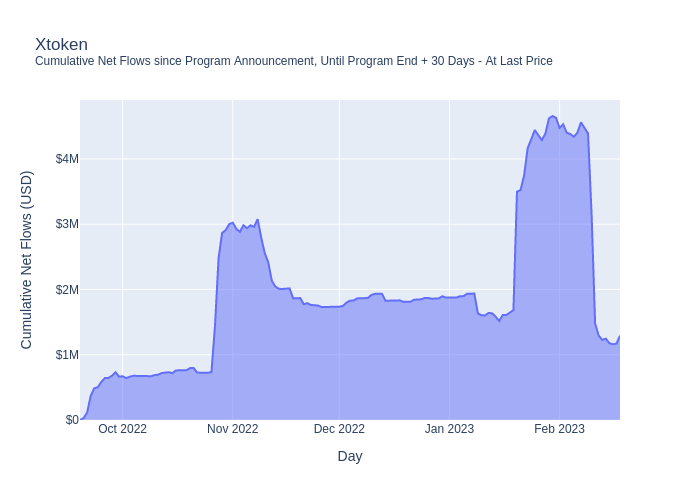 Xtoken
Cumulative Net Flows since Program Announcement, Until Program End + 30 Days - At Last Price
Cumulative Net Flows (USD)
$4M
$3M
$2M
$1M
$0
Oct 2022
Nov 2022
Dec 2022
Jan 2023
Feb 2023
Day